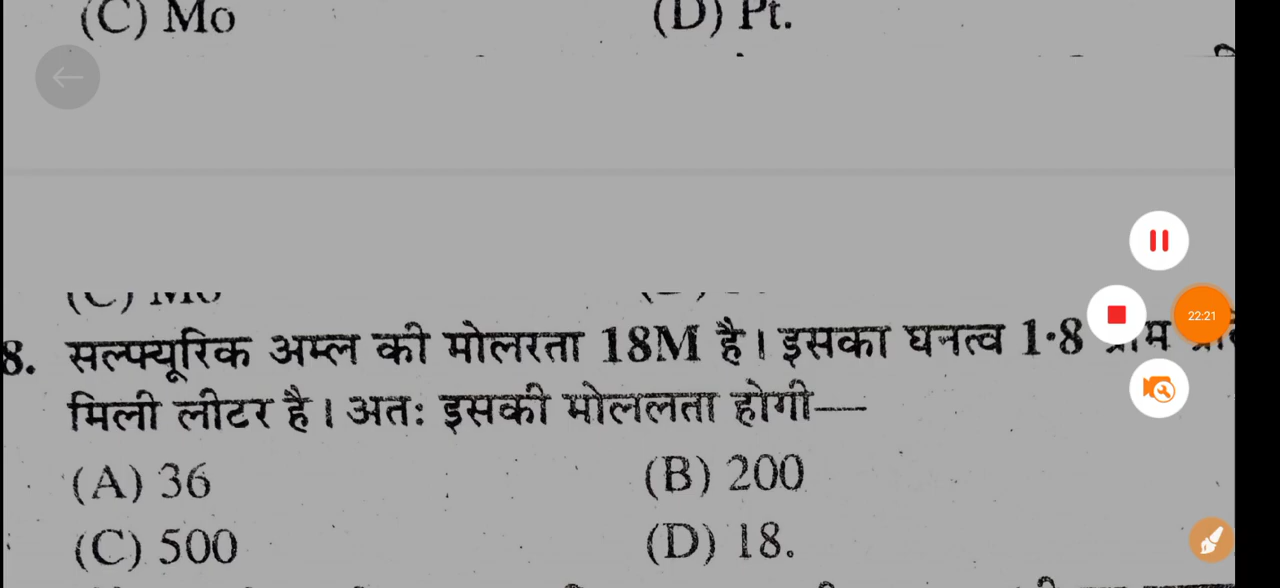 (C) Mo (D) Pt.
8. सल्फ्यूरिक अम्ल की मोलरता 18M है। इसका घनत्व 1·8
22:21
मिली लीटर है। अतः इसकी मोललता होगी—
(A) 36 (B) 200
(C) 500 (D) 18.